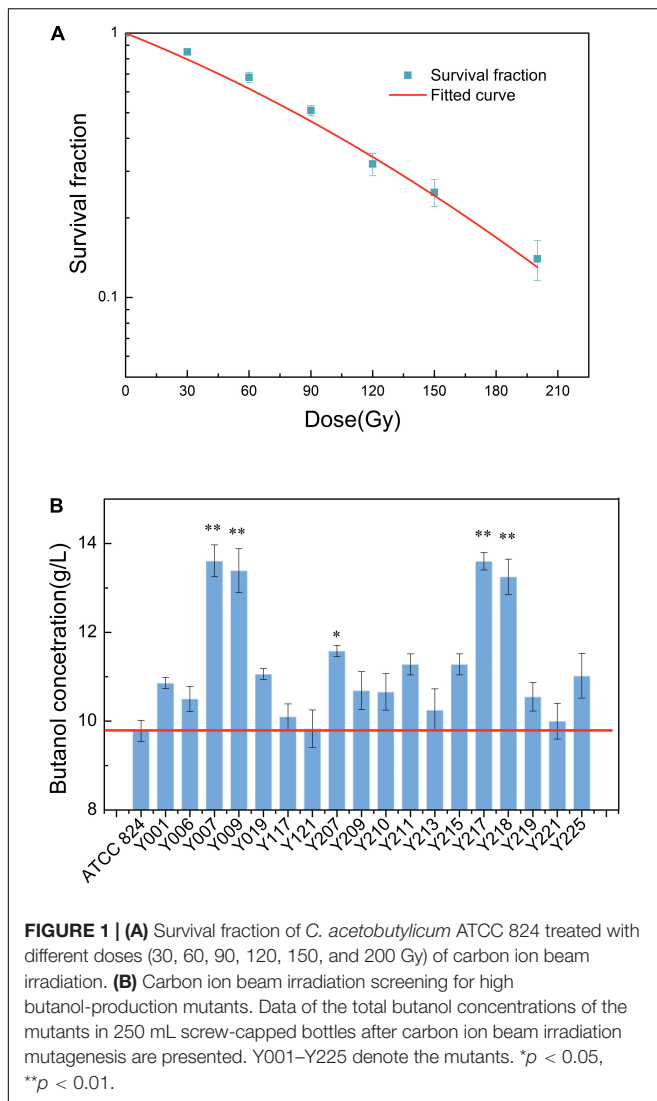 A
1
0.1
Survival fraction
Survival fraction
Fitted curve
0 30 60 90 120 150 180 210
Dose(Gy)
B
14
12
10
8
Butanol concetration(g/L)
** ** * ** **
ATCC 824 Y001 Y006 Y007 Y009 Y019 Y117 Y121 Y207 Y209 Y210 Y211 Y213 Y215 Y217 Y218 Y219 Y221 Y225
FIGURE 1 | (A) Survival fraction of C. acetobutylicum ATCC 824 treated with
different doses (30, 60, 90, 120, 150, and 200 Gy) of carbon ion beam
irradiation. (B) Carbon ion beam irradiation screening for high
butanol-production mutants. Data of the total butanol concentrations of the
mutants in 250 mL screw-capped bottles after carbon ion beam irradiation
mutagenesis are presented. Y001–Y225 denote the mutants. *p < 0.05,
**p < 0.01.